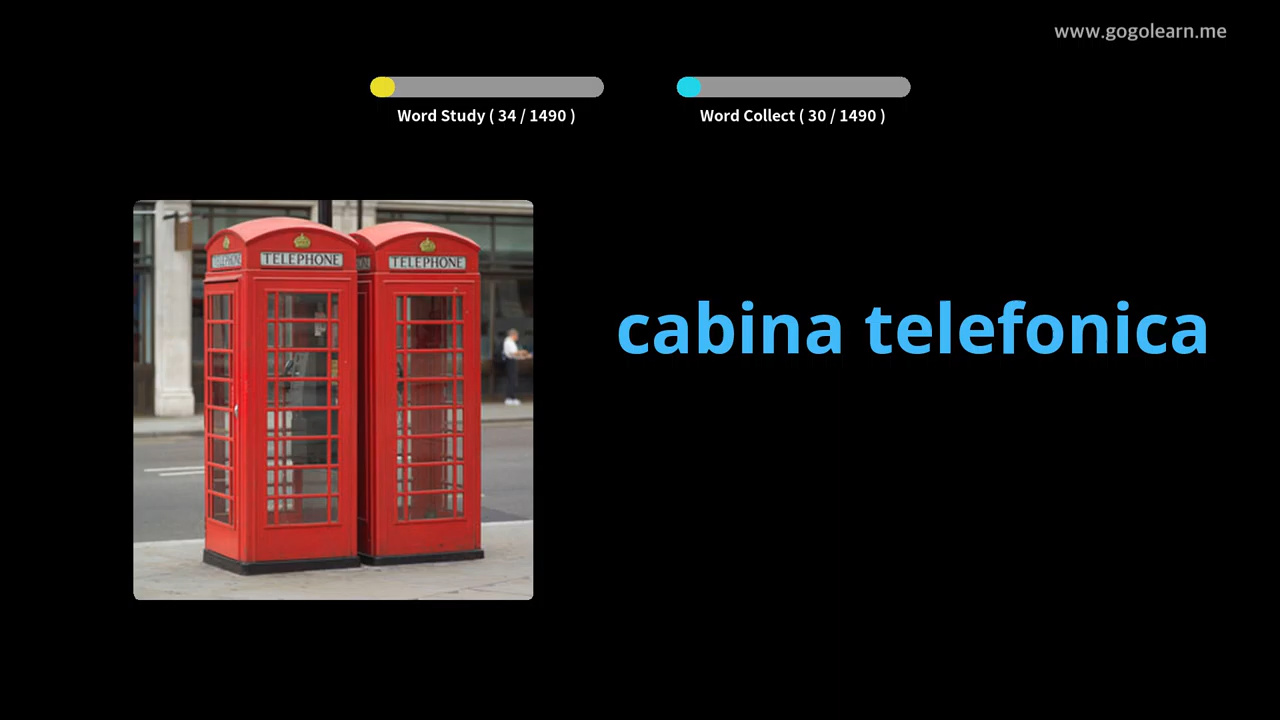 www.gogolearn.me
Word Study ( 34 / 1490 )
Word Collect ( 30 / 1490 )
TELEPHONE
TELEPHONE
cabina telefonica